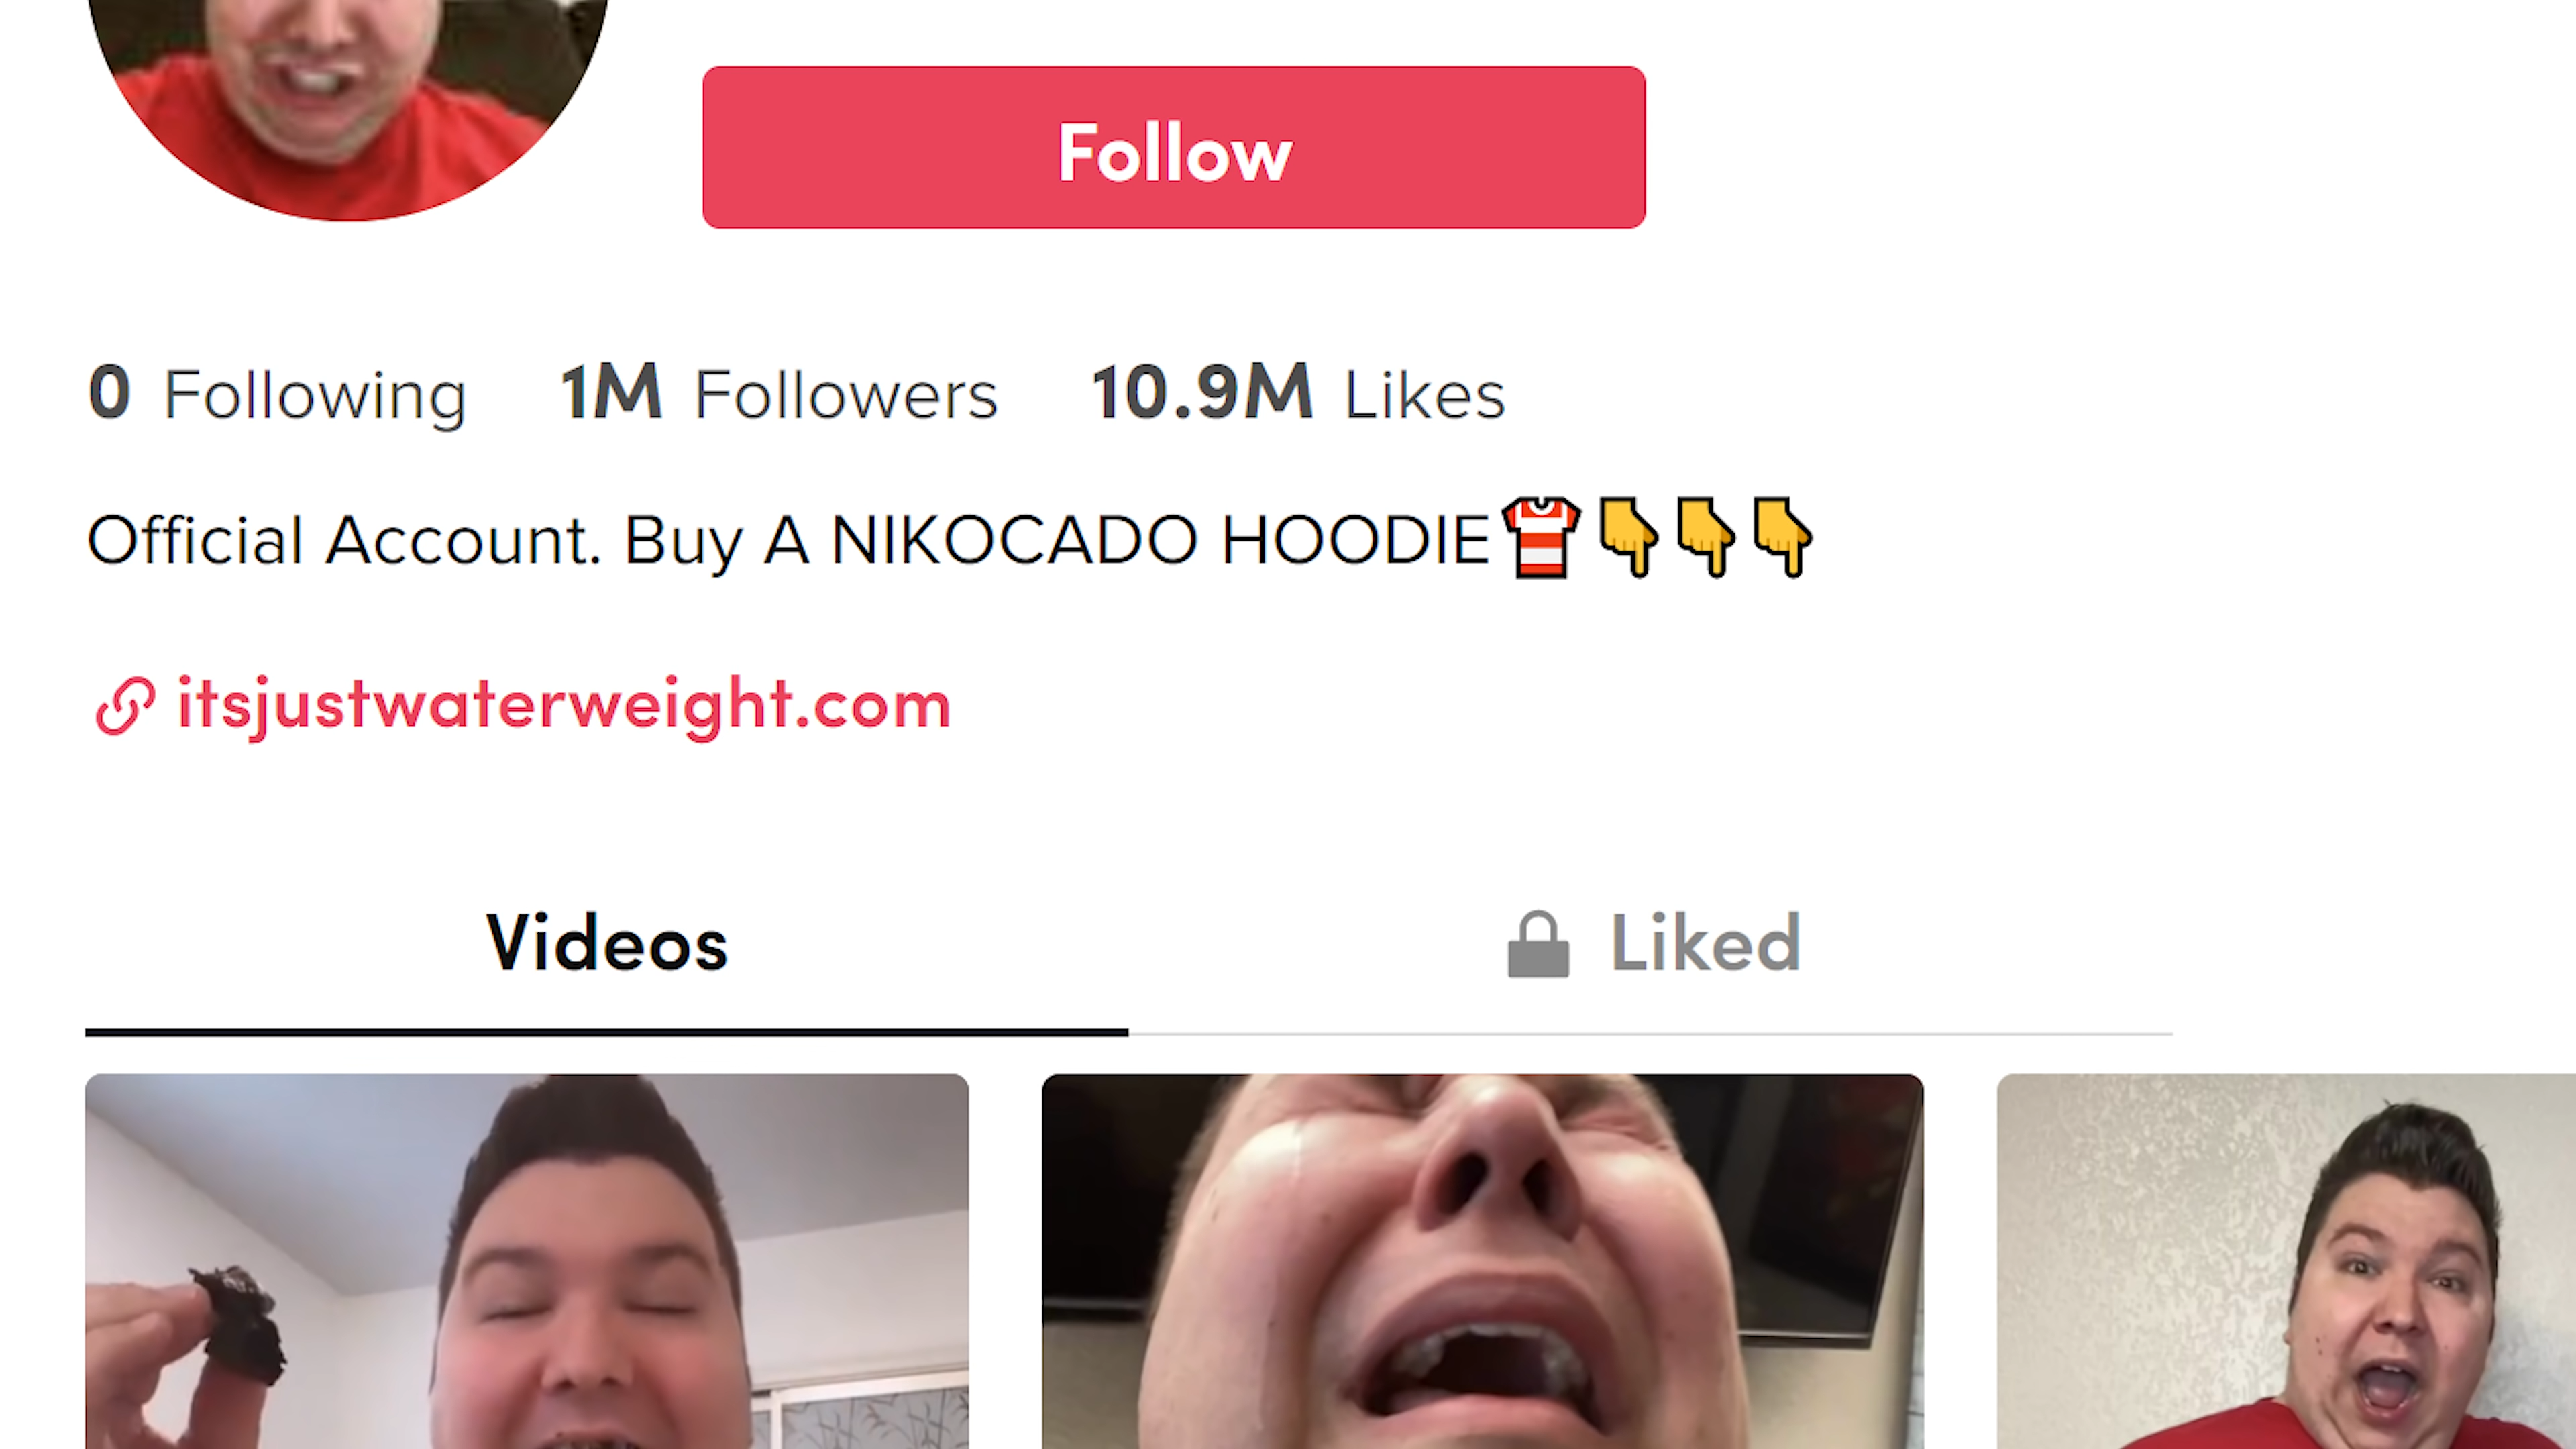 Follow
0 Following 1M Followers 10.9M Likes
Official Account. Buy A NIKOCADO HOODIE👕👇👇👇
itsjustwaterweight.com
Videos Liked